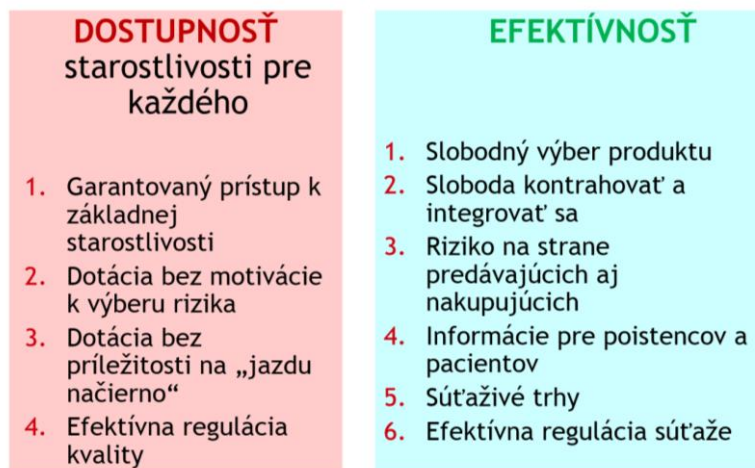 DOSTUPNOSŤ
starostlivosti pre
každého
1. Garantovaný prístup k
základnej
starostlivosti
2. Dotácia bez motivácie
k výberu rizika
3. Dotácia bez
príležitosti na „jazdu
načierno“
4. Efektívna regulácia
kvality
EFEKTÍVNOSŤ
1. Slobodný výber produktu
2. Sloboda kontrahovať a
integrovať sa
3. Riziko na strane
predávajúcich aj
nakupujúcich
4. Informácie pre poistencov a
pacientov
5. Súťaživé trhy
6. Efektívna regulácia súťaže